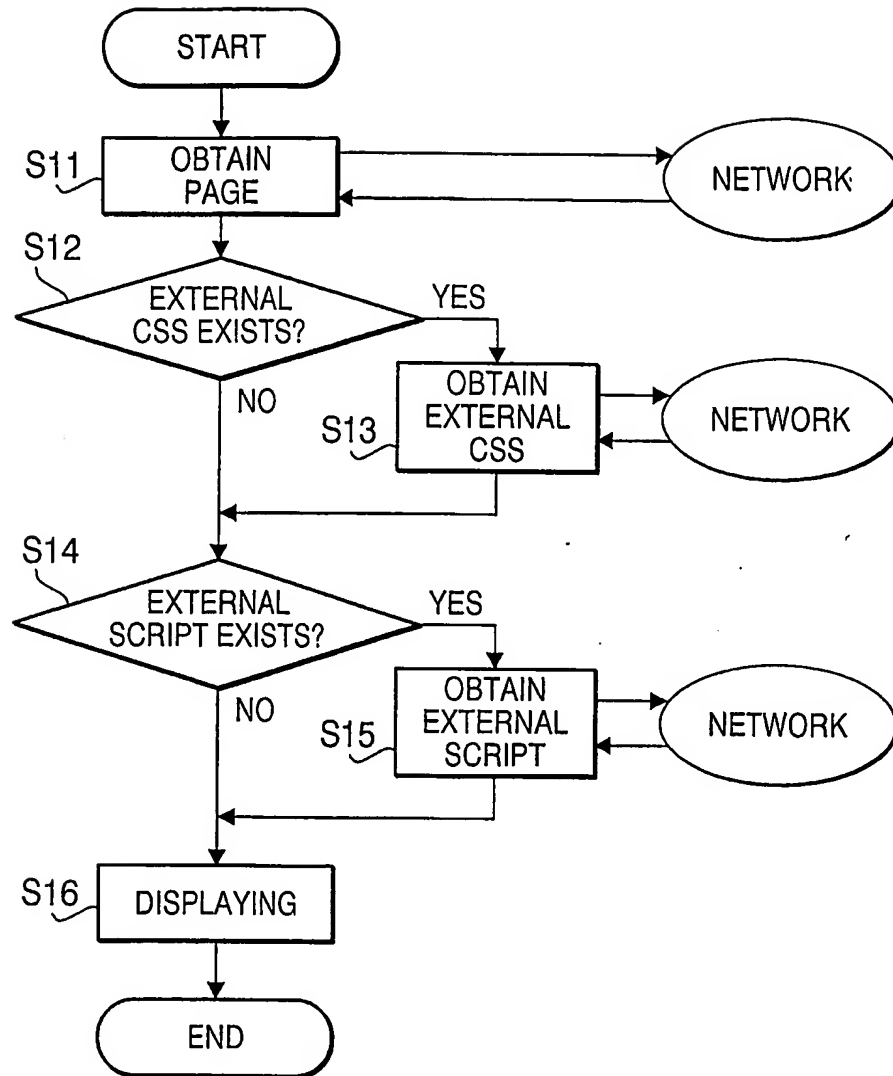 START
S11
OBTAIN
PAGE
NETWORK
S12
EXTERNAL
CSS EXISTS?
YES
NO
S13
OBTAIN
EXTERNAL
CSS
NETWORK
S14
EXTERNAL
SCRIPT EXISTS?
YES
NO
S15
OBTAIN
EXTERNAL
SCRIPT
NETWORK
S16
DISPLAYING
END